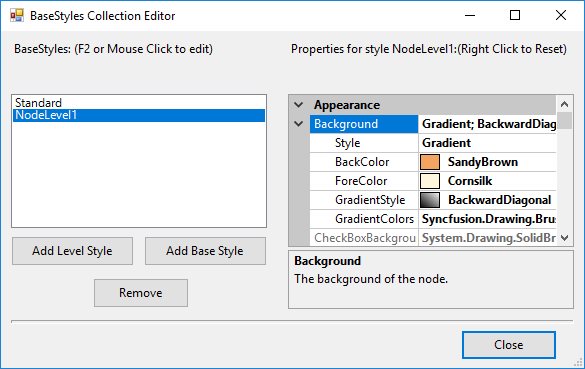 BaseStyles Collection Editor
BaseStyles: (F2 or Mouse Click to edit)
Properties for style NodeLevel1:(Right Click to Reset)
Standard
NodeLevel1
Appearance
Background Gradient; BackwardDiag
Style Gradient
BackColor SandyBrown
ForeColor Cornsilk
GradientStyle BackwardDiagonal
GradientColors Syncfusion.Drawing.Brus
CheckBoxBackgrou System.Drawing.SolidBr
Add Level Style
Add Base Style
Remove
Background
The background of the node.
Close